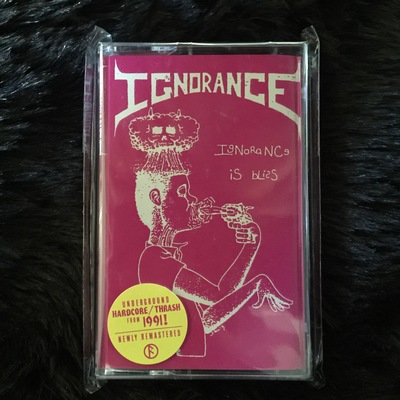 IGNORANCE
IgNoRaNCe
iS bLiSS
UNDERGROUND
HARDCORE/THRASH
FROM 1991!
NEWLY REMASTERED